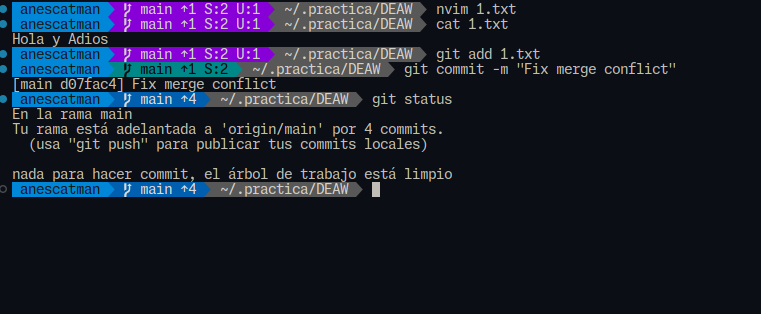 anescatman main ↑1 S:2 U:1 ~/.practica/DEAW nvim 1.txt
anescatman main ↑1 S:2 U:1 ~/.practica/DEAW cat 1.txt
Hola y Adios
anescatman main ↑1 S:2 U:1 ~/.practica/DEAW git add 1.txt
anescatman main ↑1 S:2 ~/.practica/DEAW git commit -m "Fix merge conflict"
[main d07fac4] Fix merge conflict
anescatman main ↑4 ~/.practica/DEAW git status
En la rama main
Tu rama está adelantada a 'origin/main' por 4 commits.
(usa "git push" para publicar tus commits locales)
nada para hacer commit, el árbol de trabajo está limpio
anescatman main ↑4 ~/.practica/DEAW